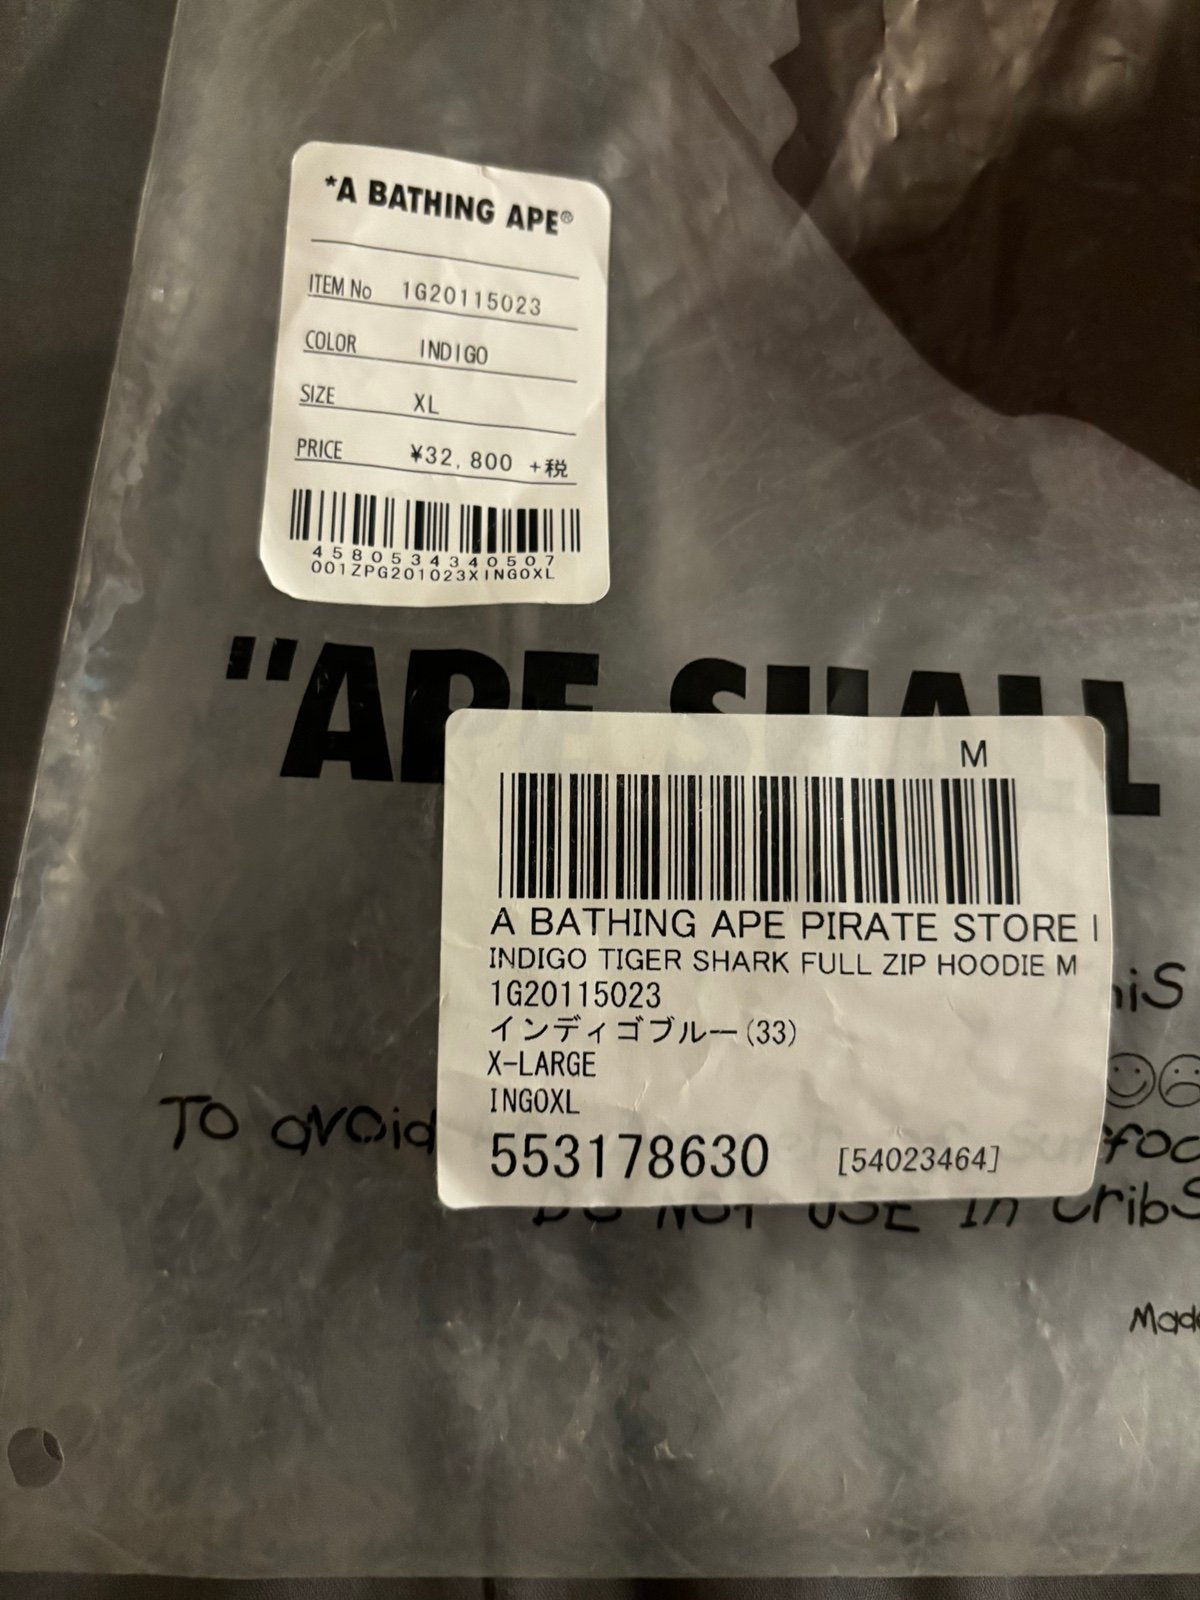 *A BATHING APE®
ITEM No 1G20115023
COLOR INDIGO
SIZE XL
PRICE ¥32,800 +税
4580534340507
001ZPG201023XINGOXL
"APE SHALL
M
A BATHING APE PIRATE STORE I
INDIGO TIGER SHARK FULL ZIP HOODIE M
1G20115023
インディゴブルー(33)
X-LARGE
INGOXL
553178630 [54023464]
To avoid
DO NOT USE In Cribs